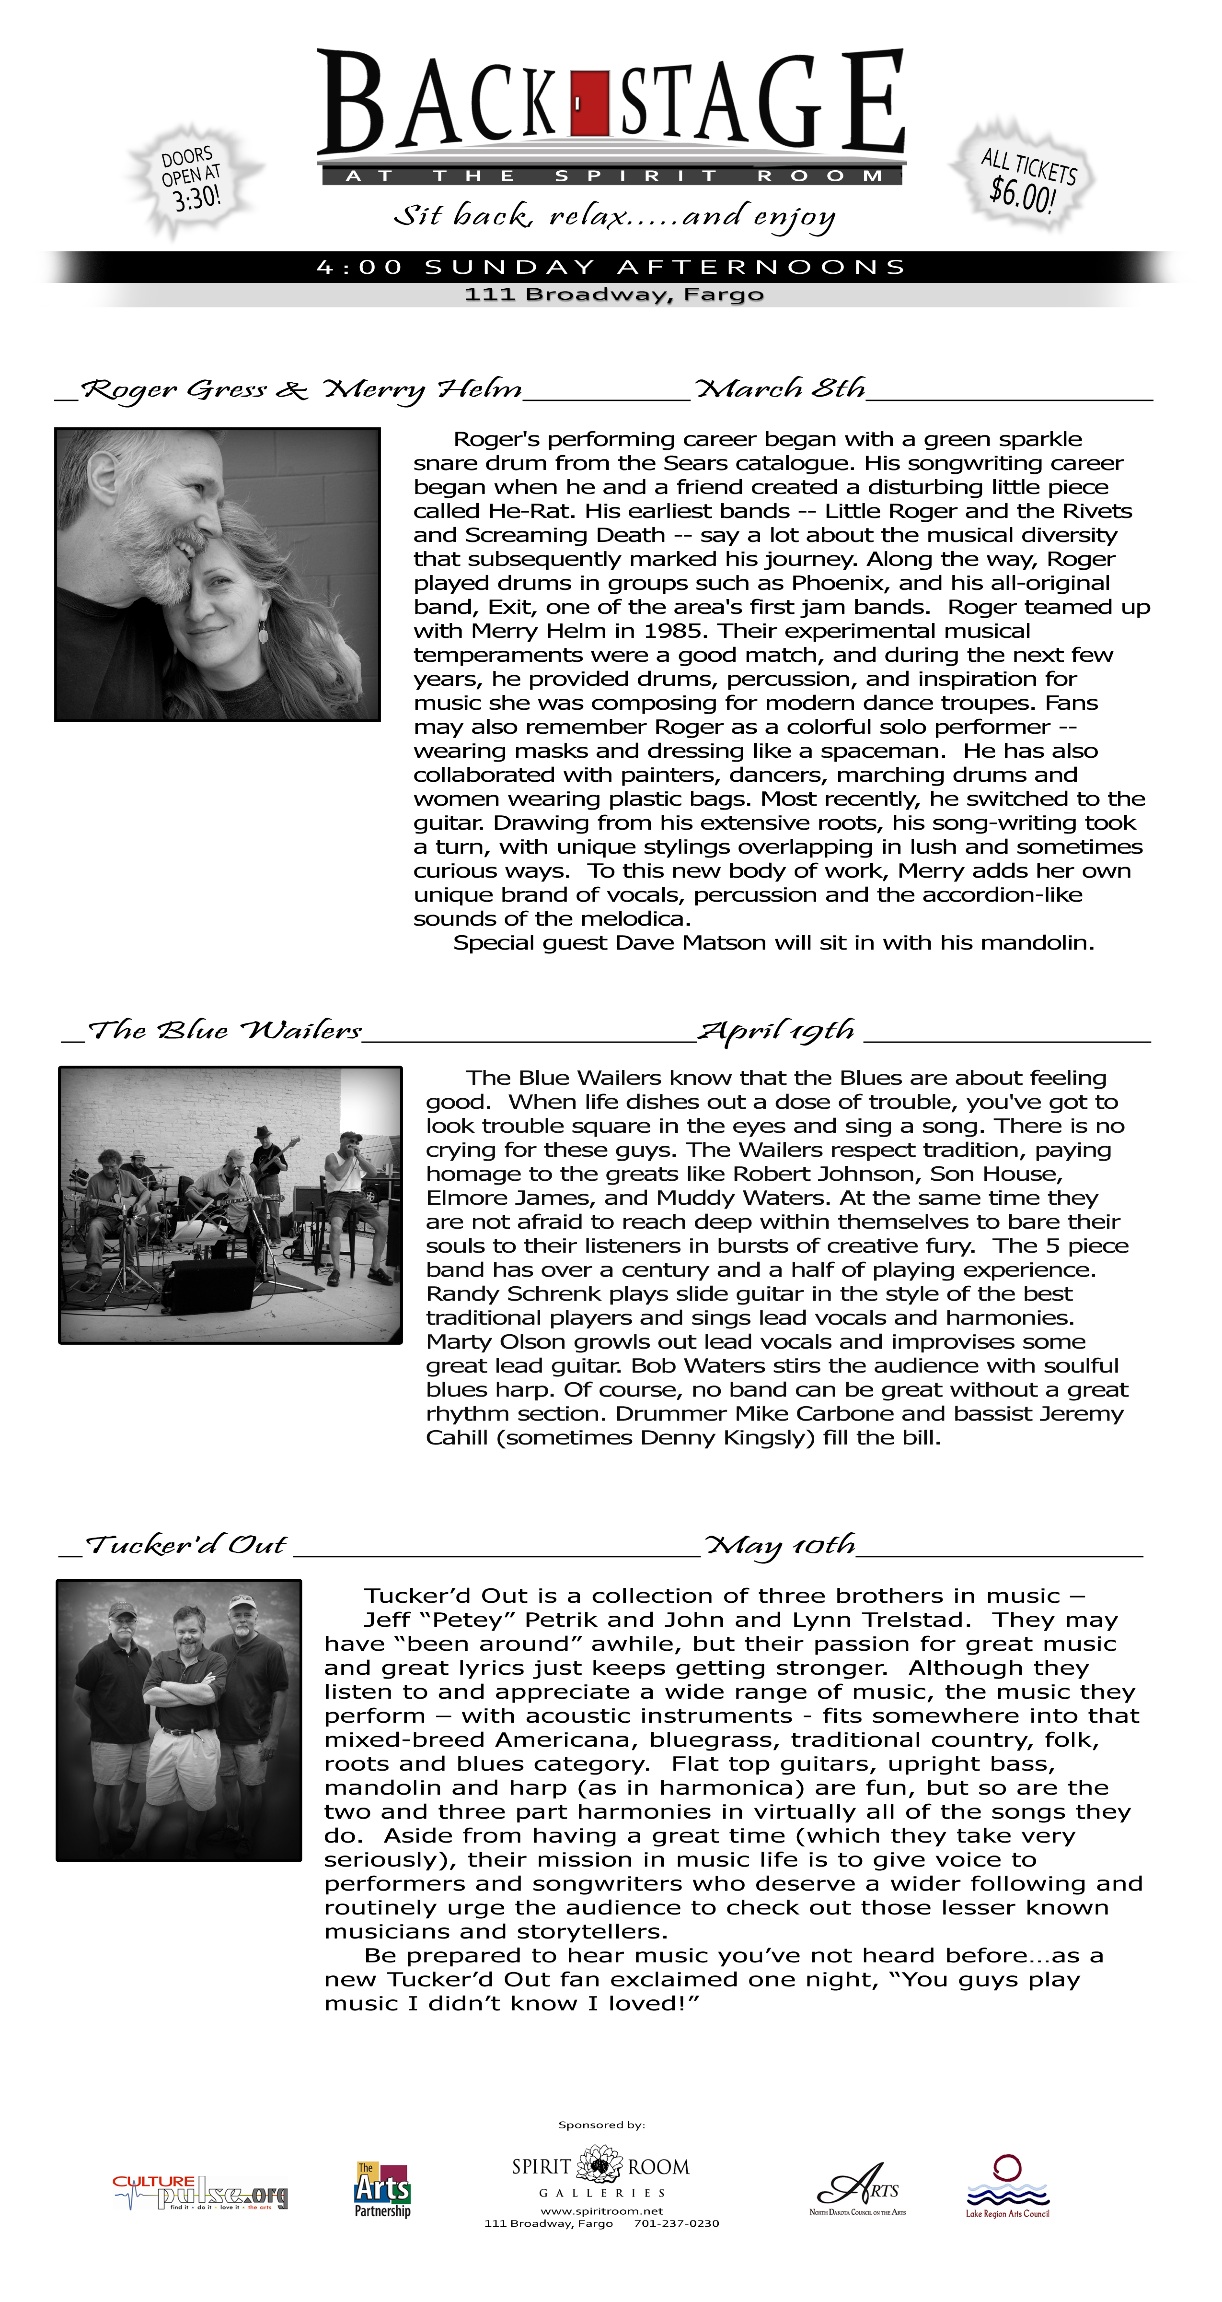 BACK STAGE
AT THE SPIRIT ROOM
DOORS
OPEN AT
3:30!
ALL TICKETS
$6.00!
Sit back, relax.....and enjoy
4:00 SUNDAY AFTERNOONS
111 Broadway, Fargo
Roger Gress & Merry Helm March 8th
Roger's performing career began with a green sparkle
snare drum from the Sears catalogue. His songwriting career
began when he and a friend created a disturbing little piece
called He-Rat. His earliest bands -- Little Roger and the Rivets
and Screaming Death -- say a lot about the musical diversity
that subsequently marked his journey. Along the way, Roger
played drums in groups such as Phoenix, and his all-original
band, Exit, one of the area's first jam bands.  Roger teamed up
with Merry Helm in 1985. Their experimental musical
temperaments were a good match, and during the next few
years, he provided drums, percussion, and inspiration for
music she was composing for modern dance troupes. Fans
may also remember Roger as a colorful solo performer --
wearing masks and dressing like a spaceman.  He has also
collaborated with painters, dancers, marching drums and
women wearing plastic bags. Most recently, he switched to the
guitar. Drawing from his extensive roots, his song-writing took
a turn, with unique stylings overlapping in lush and sometimes
curious ways.  To this new body of work, Merry adds her own
unique brand of vocals, percussion and the accordion-like
sounds of the melodica.
Special guest Dave Matson will sit in with his mandolin.
The Blue Wailers April 19th
The Blue Wailers know that the Blues are about feeling
good.  When life dishes out a dose of trouble, you've got to
look trouble square in the eyes and sing a song. There is no
crying for these guys. The Wailers respect tradition, paying
homage to the greats like Robert Johnson, Son House,
Elmore James, and Muddy Waters. At the same time they
are not afraid to reach deep within themselves to bare their
souls to their listeners in bursts of creative fury.  The 5 piece
band has over a century and a half of playing experience.
Randy Schrenk plays slide guitar in the style of the best
traditional players and sings lead vocals and harmonies.
Marty Olson growls out lead vocals and improvises some
great lead guitar. Bob Waters stirs the audience with soulful
blues harp. Of course, no band can be great without a great
rhythm section. Drummer Mike Carbone and bassist Jeremy
Cahill (sometimes Denny Kingsly) fill the bill.
Tucker'd Out May 10th
Tucker’d Out is a collection of three brothers in music –
Jeff “Petey” Petrik and John and Lynn Trelstad.  They may
have “been around” awhile, but their passion for great music
and great lyrics just keeps getting stronger.  Although they
listen to and appreciate a wide range of music, the music they
perform – with acoustic instruments - fits somewhere into that
mixed-breed Americana, bluegrass, traditional country, folk,
roots and blues category.  Flat top guitars, upright bass,
mandolin and harp (as in harmonica) are fun, but so are the
two and three part harmonies in virtually all of the songs they
do.  Aside from having a great time (which they take very
seriously), their mission in music life is to give voice to
performers and songwriters who deserve a wider following and
routinely urge the audience to check out those lesser known
musicians and storytellers.
Be prepared to hear music you’ve not heard before...as a
new Tucker’d Out fan exclaimed one night, “You guys play
music I didn’t know I loved!”
Sponsored by:
CULTURE
pulse.org
find it • do it • love it • the arts
The
Arts
Partnership
SPIRIT ROOM
GALLERIES
www.spiritroom.net
111 Broadway, Fargo 701-237-0230
ARTS
NORTH DAKOTA COUNCIL ON THE ARTS
Lake Region Arts Council